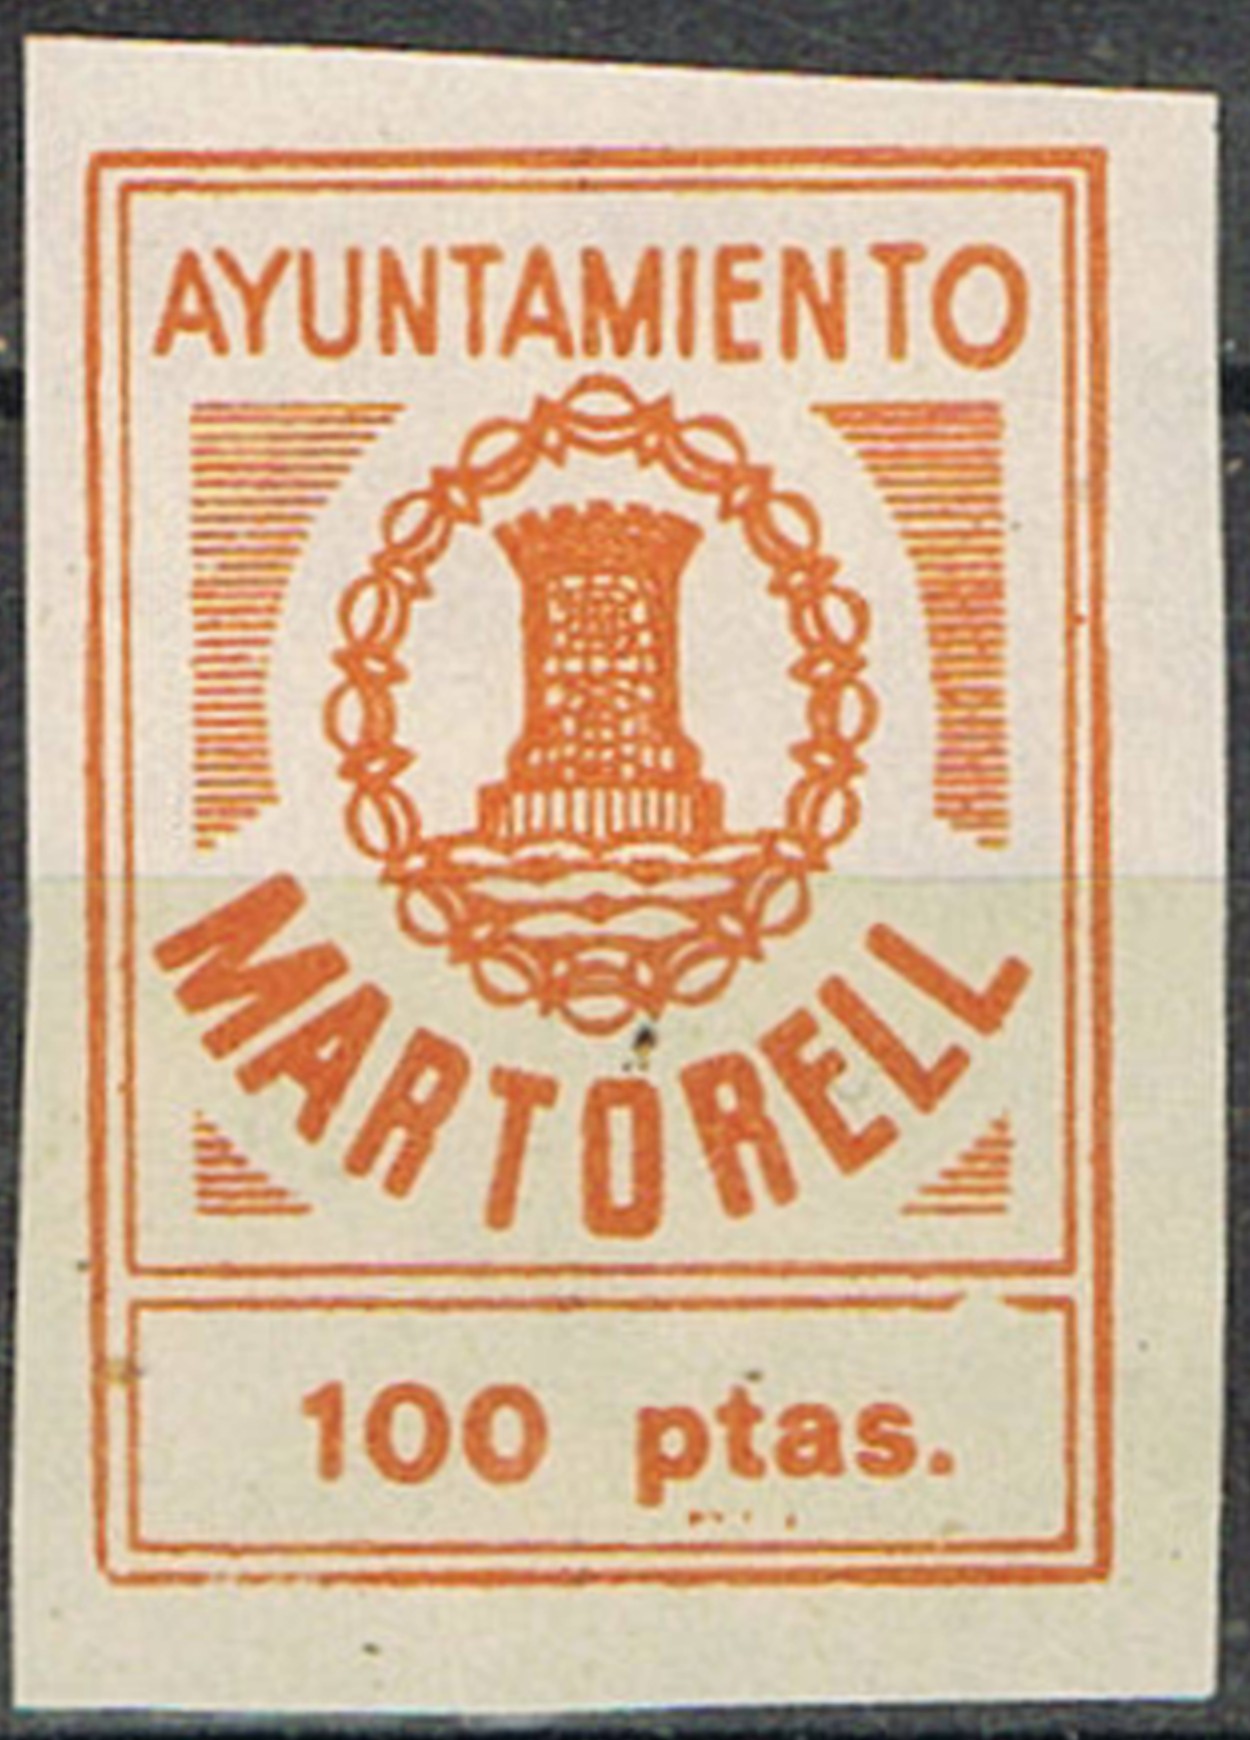 AYUNTAMIENTO
MARTORELL
100 ptas.